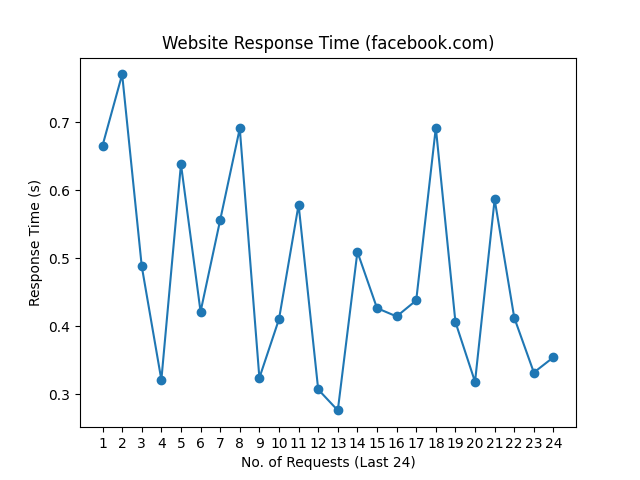 Website Response Time (facebook.com)
Response Time (s)
0.7
0.6
0.5
0.4
0.3
1 2 3 4 5 6 7 8 9 10 11 12 13 14 15 16 17 18 19 20 21 22 23 24
No. of Requests (Last 24)